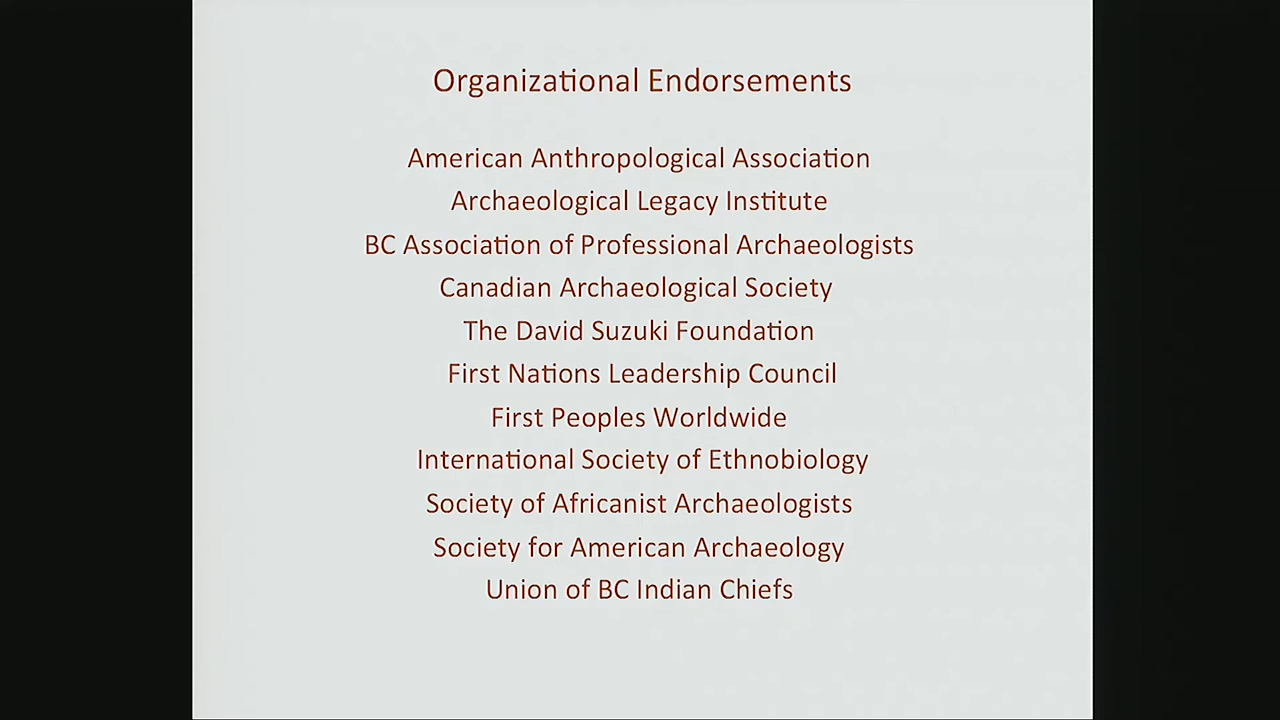 Organizational Endorsements
American Anthropological Association
Archaeological Legacy Institute
BC Association of Professional Archaeologists
Canadian Archaeological Society
The David Suzuki Foundation
First Nations Leadership Council
First Peoples Worldwide
International Society of Ethnobiology
Society of Africanist Archaeologists
Society for American Archaeology
Union of BC Indian Chiefs